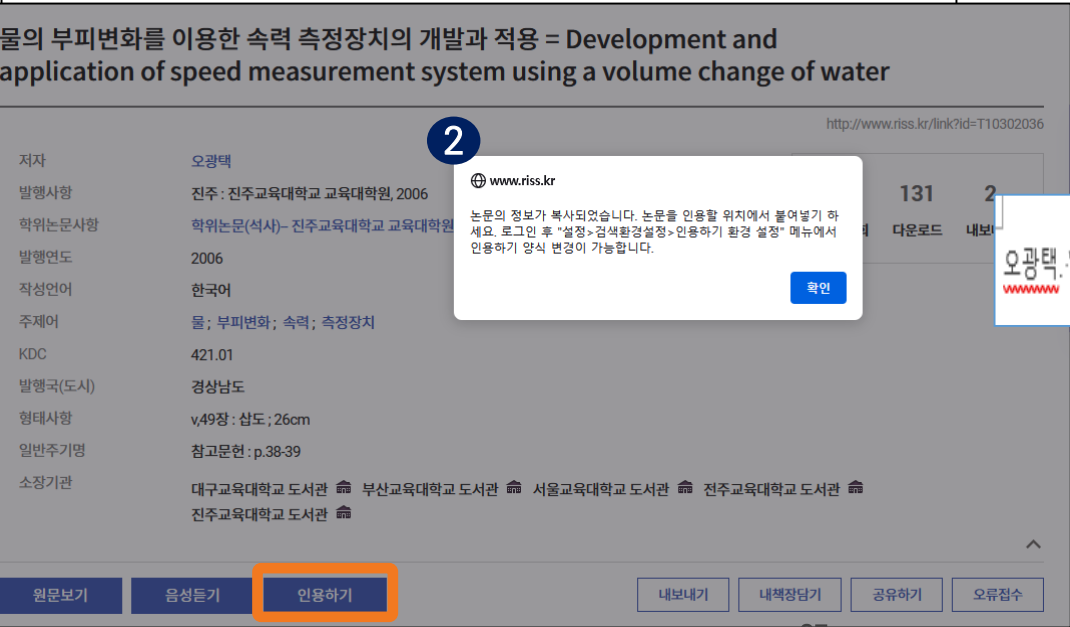 물의 부피변화를 이용한 속력 측정장치의 개발과 적용 = Development and
application of speed measurement system using a volume change of water
http://www.riss.kr/link?id=T10302036
2
www.riss.kr
논문의 정보가 복사되었습니다. 논문을 인용할 위치에서 붙여넣기 하
세요. 로그인 후 "설정>검색환경설정>인용하기 환경 설정" 메뉴에서
인용하기 양식 변경이 가능합니다.
확인
131 2
다운로드 내보
오광택.
저자 오광택
발행사항 진주 : 진주교육대학교 교육대학원, 2006
학위논문사항 학위논문(석사)-- 진주교육대학교 교육대학원
발행연도 2006
작성언어 한국어
주제어 물 ; 부피변화 ; 속력 ; 측정장치
KDC 421.01
발행국(도시) 경상남도
형태사항 v,49장 : 삽도 ; 26cm
일반주기명 참고문헌 : p.38-39
소장기관 대구교육대학교 도서관 부산교육대학교 도서관 서울교육대학교 도서관 전주교육대학교 도서관
진주교육대학교 도서관
원문보기 음성듣기 인용하기 내보내기 내책장담기 공유하기 오류접수